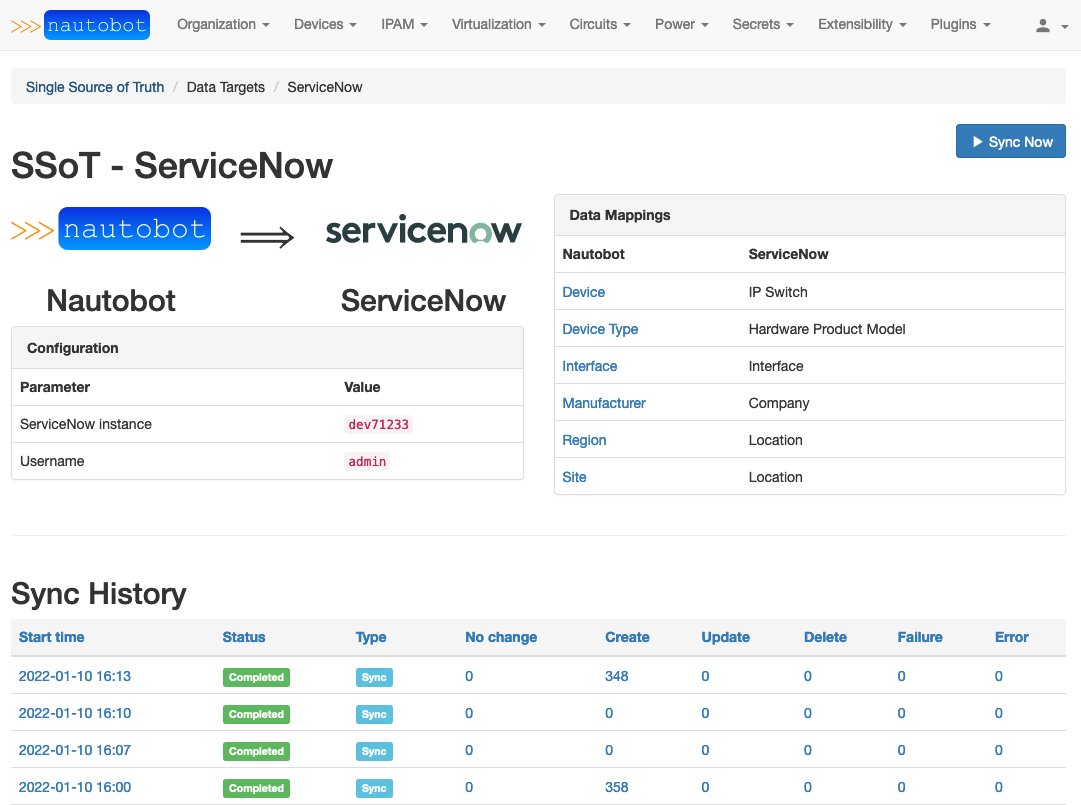 nautobot Organization Devices IPAM Virtualization Circuits Power Secrets Extensibility Plugins
Single Source of Truth / Data Targets / ServiceNow
Sync Now
SSoT - ServiceNow
nautobot servicenow
Nautobot ServiceNow
Configuration
Parameter Value
ServiceNow instance dev71233
Username admin
Data Mappings
Nautobot ServiceNow
Device IP Switch
Device Type Hardware Product Model
Interface Interface
Manufacturer Company
Region Location
Site Location
Sync History
Start time Status Type No change Create Update Delete Failure Error
2022-01-10 16:13 Completed Sync 0 348 0 0 0 0
2022-01-10 16:10 Completed Sync 0 0 0 0 0 0
2022-01-10 16:07 Completed Sync 0 0 0 0 0 0
2022-01-10 16:00 Completed Sync 0 358 0 0 0 0